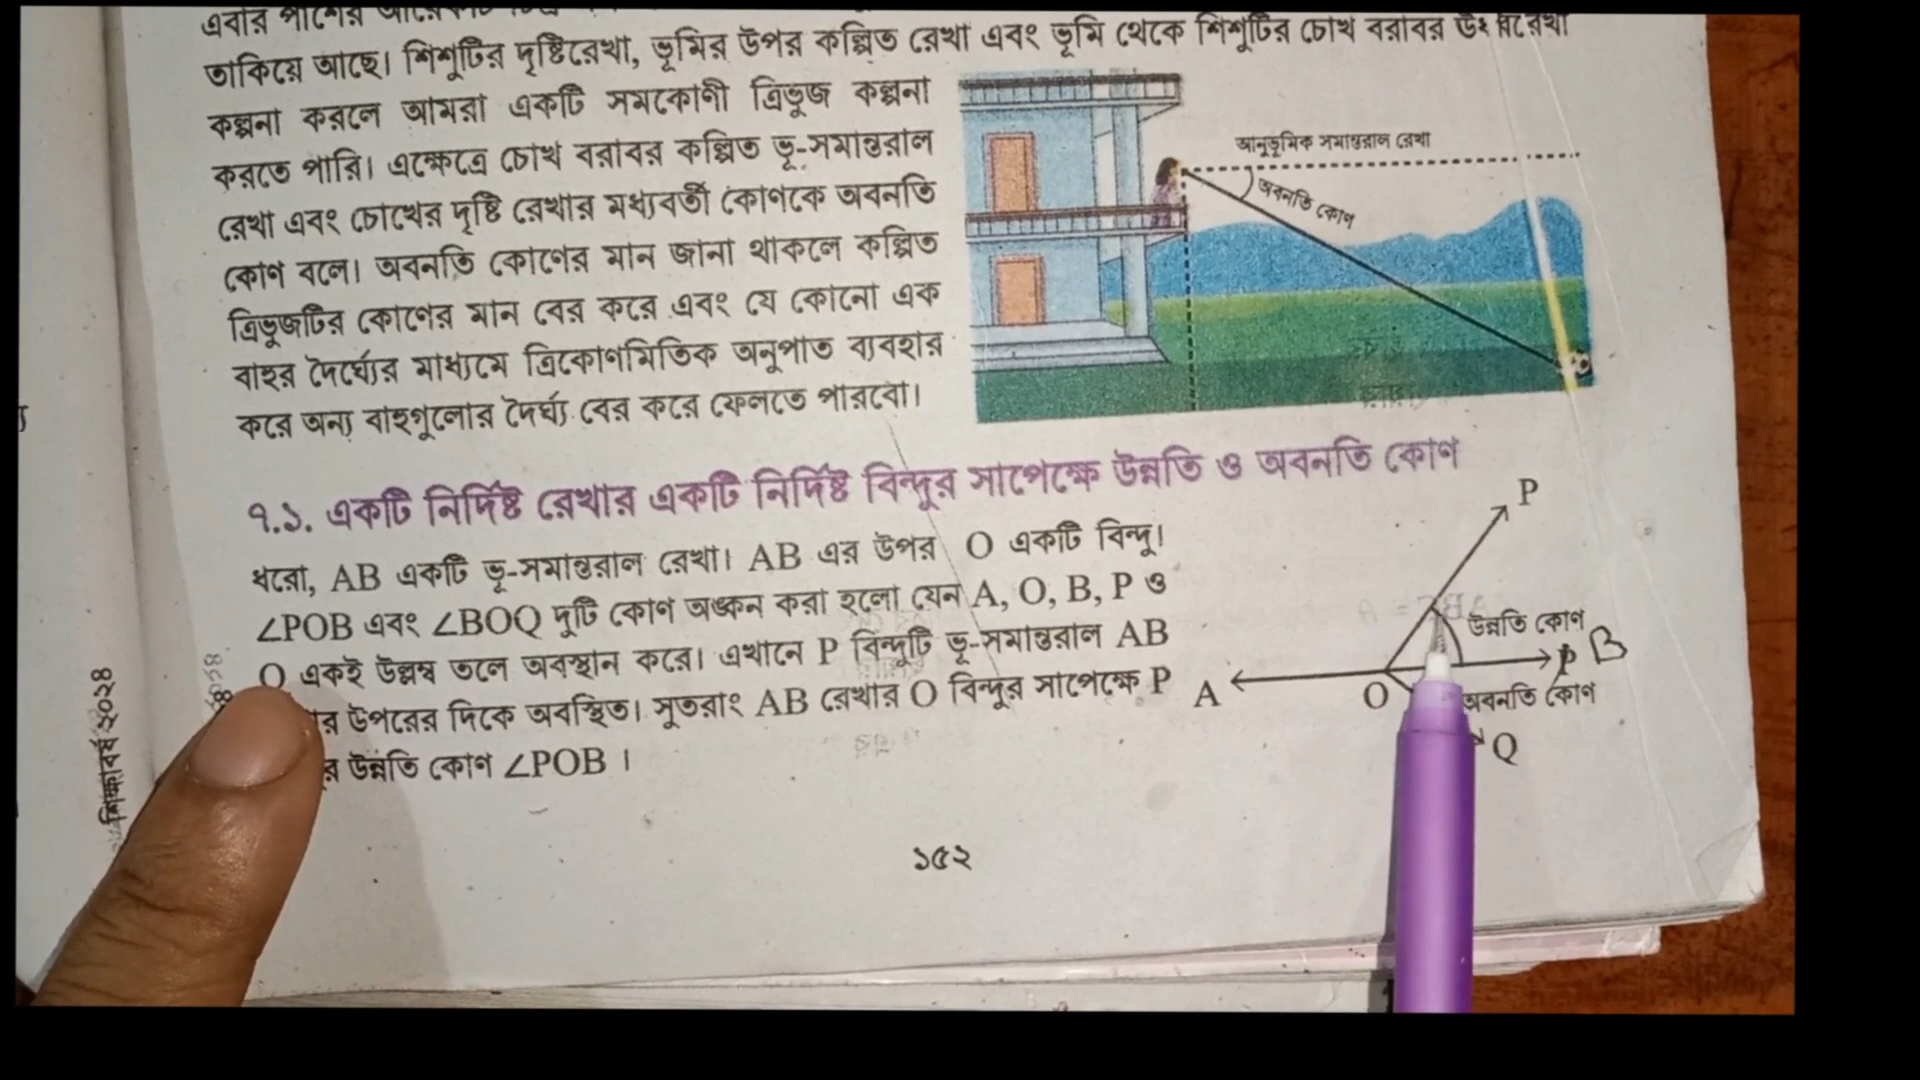 এবার পাশের
তাকিয়ে আছে। শিশুটির দৃষ্টিরেখা, ভূমির উপর কল্পিত রেখা এবং ভূমি থেকে শিশুটির চোখ বরাবর
কল্পনা করলে আমরা একটি সমকোণী ত্রিভুজ কল্পনা
করতে পারি। এক্ষেত্রে চোখ বরাবর কল্পিত ভূ-সমান্তরাল
রেখা এবং চোখের দৃষ্টি রেখার মধ্যবর্তী কোণকে অবনতি
কোণ বলে। অবনতি কোণের মান জানা থাকলে কল্পিত
ত্রিভুজটির কোণের মান বের করে এবং যে কোনো এক
বাহুর দৈর্ঘ্যের মাধ্যমে ত্রিকোণমিতিক অনুপাত ব্যবহার
করে অন্য বাহুগুলোর দৈর্ঘ্য বের করে ফেলতে পারবো।
আনুভূমিক সমান্তরাল রেখা
অবনতি কোণ
৭.১. একটি নির্দিষ্ট রেখার একটি নির্দিষ্ট বিন্দুর সাপেক্ষে উন্নতি ও অবনতি কোণ
ধরো, AB একটি ভূ-সমান্তরাল রেখা। AB এর উপর O একটি বিন্দু।
∠POB এবং ∠BOQ দুটি কোণ অঙ্কন করা হলো যেন A, O, B, P ও
Q একই উল্লম্ব তলে অবস্থান করে। এখানে P বিন্দুটি ভূ-সমান্তরাল AB
র উপরের দিকে অবস্থিত। সুতরাং AB রেখার O বিন্দুর সাপেক্ষে P
র উন্নতি কোণ ∠POB ।
P
উন্নতি কোণ
B
A
O
অবনতি কোণ
Q
শিক্ষাবর্ষ ২০২৪
১৫২